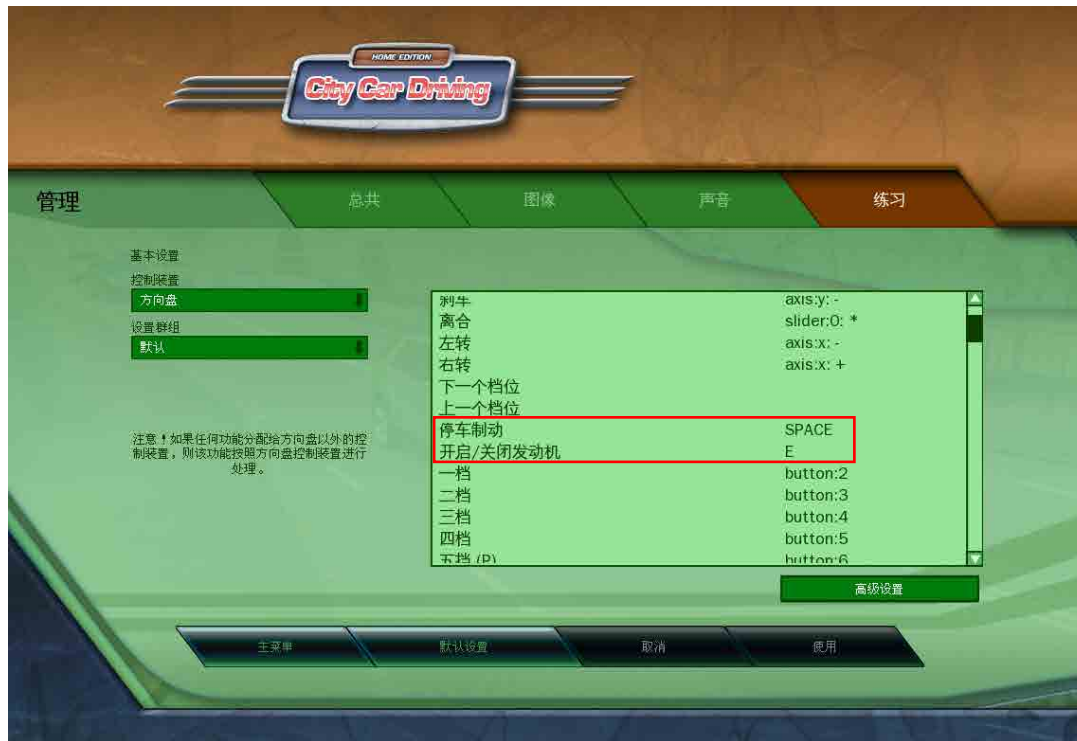 HOME EDITION
City Car Driving
管理
总共
图像
声音
练习
基本设置
控制装置
方向盘
设置群组
默认
注意！如果任何功能分配给方向盘以外的控
制装置，则该功能按照方向盘控制装置进行
处理。
刹车 axis:y: -
离合 slider:0: *
左转 axis:x: -
右转 axis:x: +
下一个档位
上一个档位
停车制动 SPACE
开启/关闭发动机 E
一档 button:2
二档 button:3
三档 button:4
四档 button:5
五档 (P) button:6
高级设置
主菜单
默认设置
取消
使用